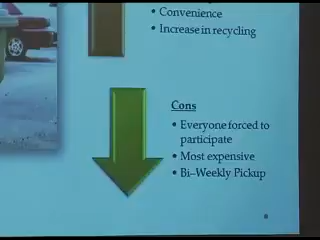 • Convenience
• Increase in recycling
Cons
• Everyone forced to
participate
• Most expensive
• Bi–Weekly Pickup